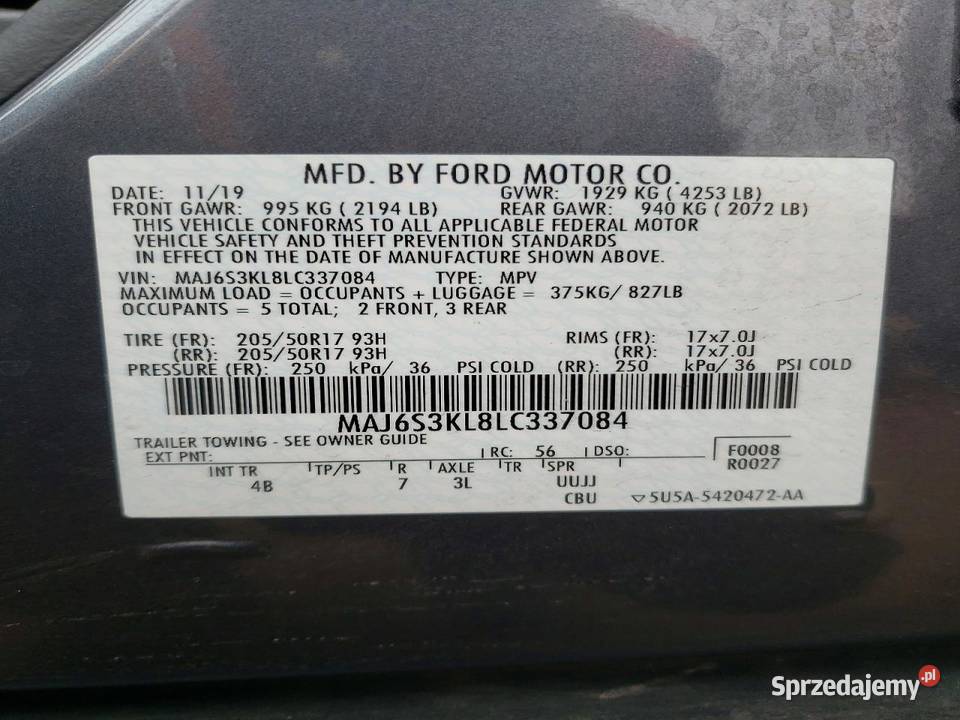 MFD. BY FORD MOTOR CO.
DATE: 11/19 GVWR: 1929 KG ( 4253 LB)
FRONT GAWR: 995 KG ( 2194 LB) REAR GAWR: 940 KG ( 2072 LB)
THIS VEHICLE CONFORMS TO ALL APPLICABLE FEDERAL MOTOR
VEHICLE SAFETY AND THEFT PREVENTION STANDARDS
IN EFFECT ON THE DATE OF MANUFACTURE SHOWN ABOVE.
VIN: MAJ6S3KL8LC337084 TYPE: MPV
MAXIMUM LOAD = OCCUPANTS + LUGGAGE = 375KG/ 827LB
OCCUPANTS = 5 TOTAL; 2 FRONT, 3 REAR
TIRE (FR): 205/50R17 93H RIMS (FR): 17x7.0J
(RR): 205/50R17 93H (RR): 17x7.0J
PRESSURE (FR): 250 kPa/ 36 PSI COLD (RR): 250 kPa/ 36 PSI COLD
MAJ6S3KL8LC337084
TRAILER TOWING - SEE OWNER GUIDE
EXT PNT: RC: 56 DSO: F0008
R0027
INT TR TP/PS R AXLE TR SPR
4B 7 3L UUJJ
CBU ▽5U5A-5420472-AA
Sprzedajemy.pl